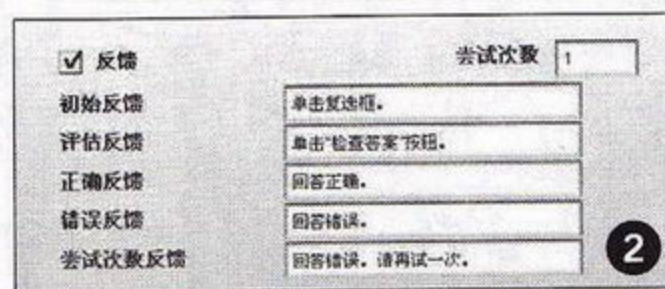 反馈 尝试次数 1
初始反馈 单击复选框。
评估反馈 单击"检查答案"按钮。
正确反馈 回答正确。
错误反馈 回答错误。
尝试次数反馈 回答错误。请再试一次。
2